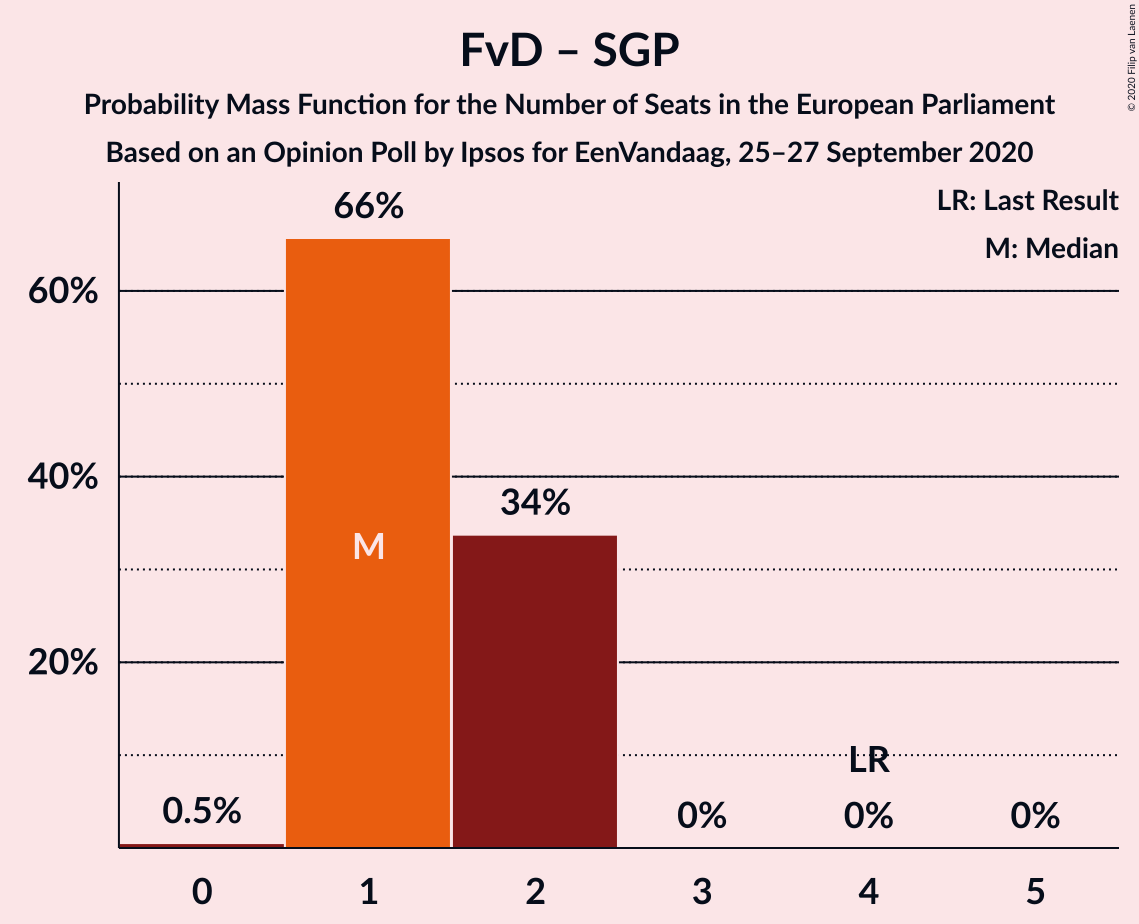 FvD – SGP
Probability Mass Function for the Number of Seats in the European Parliament
Based on an Opinion Poll by Ipsos for EenVandaag, 25–27 September 2020
© 2020 Filip van Laenen
LR: Last Result
M: Median
66%
60%
40%
34%
M
20%
LR
0.5%
0%
0%
0%
0
1
2
3
4
5